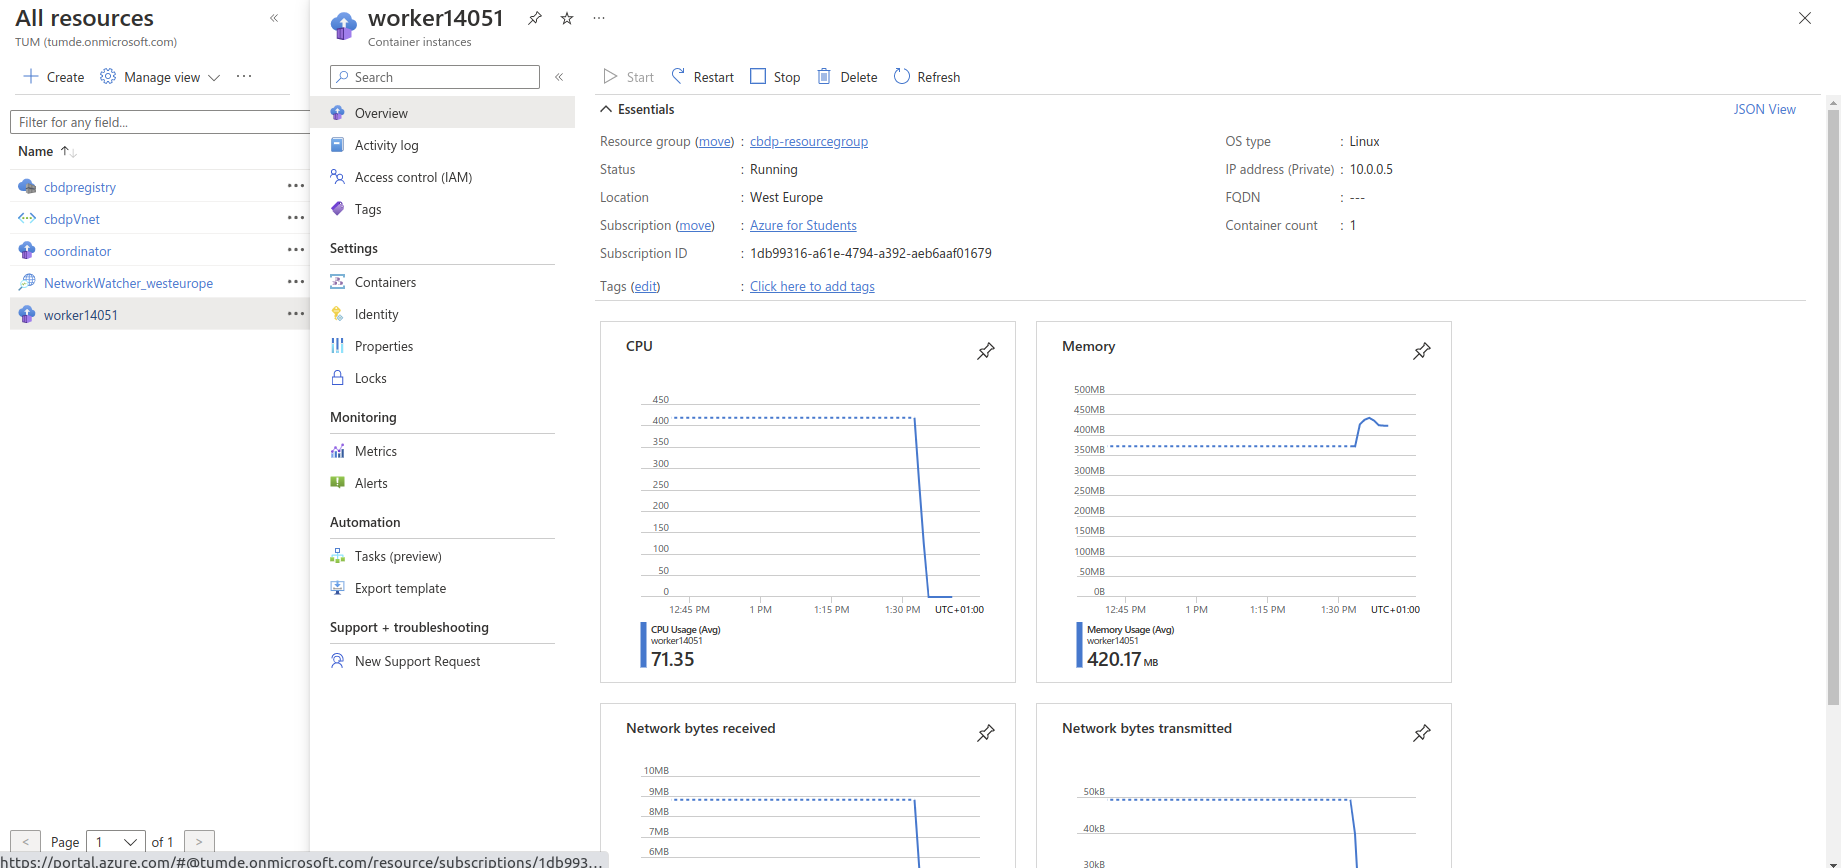 All resources
«
TUM (tumde.onmicrosoft.com)
Create
Manage view
···
Filter for any field...
Name
cbdpregistry
···
cbdpVnet
···
coordinator
···
NetworkWatcher_westeurope
···
worker14051
···
< Page 1 of 1 >
https://portal.azure.com/#@tumde.onmicrosoft.com/resource/subscriptions/1db993...
worker14051
···
Container instances
Search
«
Overview
Activity log
Access control (IAM)
Tags
Settings
Containers
Identity
Properties
Locks
Monitoring
Metrics
Alerts
Automation
Tasks (preview)
Export template
Support + troubleshooting
New Support Request
Start
Restart
Stop
Delete
Refresh
Essentials
JSON View
Resource group (move) : cbdp-resourcegroup
Status : Running
Location : West Europe
Subscription (move) : Azure for Students
Subscription ID : 1db99316-a61e-4794-a392-aeb6aaf01679
Tags (edit) : Click here to add tags
OS type : Linux
IP address (Private) : 10.0.0.5
FQDN : ---
Container count : 1
CPU
450
400
350
300
250
200
150
100
50
0
12:45 PM 1 PM 1:15 PM 1:30 PM UTC+01:00
CPU Usage (Avg)
worker14051
71.35
Memory
500MB
450MB
400MB
350MB
300MB
250MB
200MB
150MB
100MB
50MB
0B
12:45 PM 1 PM 1:15 PM 1:30 PM UTC+01:00
Memory Usage (Avg)
worker14051
420.17 MB
Network bytes received
10MB
9MB
8MB
7MB
6MB
Network bytes transmitted
50kB
40kB
30kB